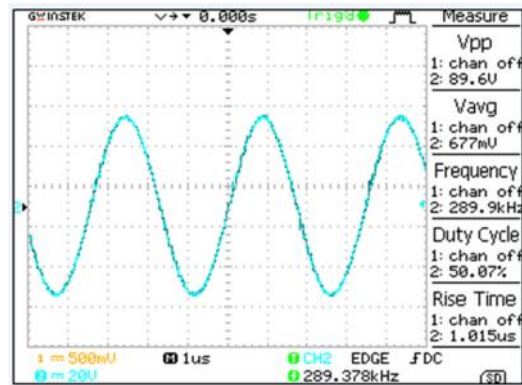 GWINSTEK 0.000s Trig'd Measure
Vpp
1: chan off
2: 89.6V
Vavg
1: chan off
2: 677mV
Frequency
1: chan off
2: 289.9kHz
Duty Cycle
1: chan off
2: 50.07%
Rise Time
1: chan off
2: 1.015us
1 500mV M 1us CH2 EDGE DC
2 20V 289.378kHz SD